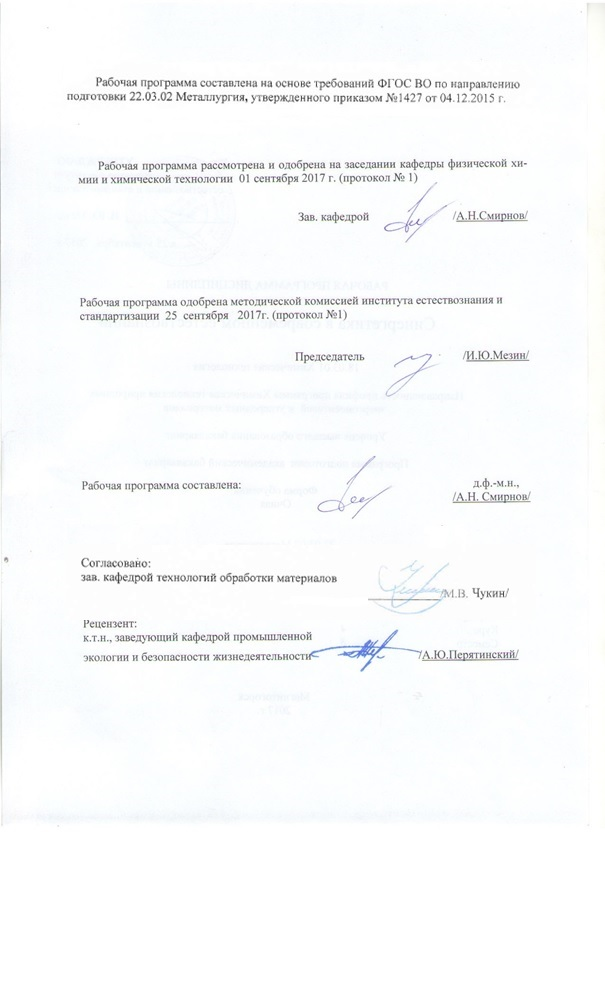 Рабочая программа составлена на основе требований ФГОС ВО по направлению
подготовки 22.03.02 Металлургия, утвержденного приказом №1427 от 04.12.2015 г.
Рабочая программа рассмотрена и одобрена на заседании кафедры физической хи-
мии и химической технологии 01 сентября 2017 г. (протокол № 1)
Зав. кафедрой /А.Н.Смирнов/
Рабочая программа одобрена методической комиссией института естествознания и
стандартизации 25 сентября 2017г. (протокол №1)
Председатель /И.Ю.Мезин/
Рабочая программа составлена: д.ф.-м.н.,
/А.Н. Смирнов/
Согласовано:
зав. кафедрой технологий обработки материалов
/М.В. Чукин/
Рецензент:
к.т.н., заведующий кафедрой промышленной
экологии и безопасности жизнедеятельности /А.Ю.Перятинский/